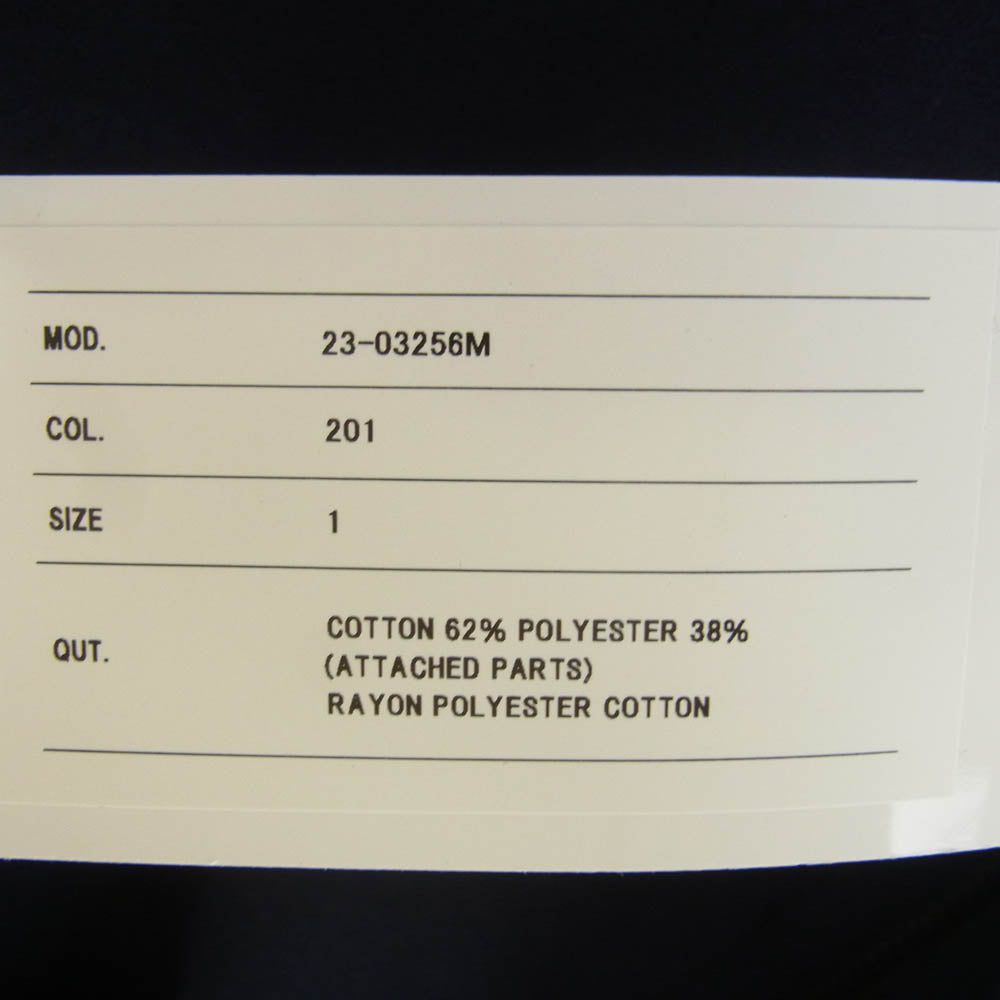 MOD. 23-03256M
COL. 201
SIZE 1
QUT. COTTON 62% POLYESTER 38%
(ATTACHED PARTS)
RAYON POLYESTER COTTON